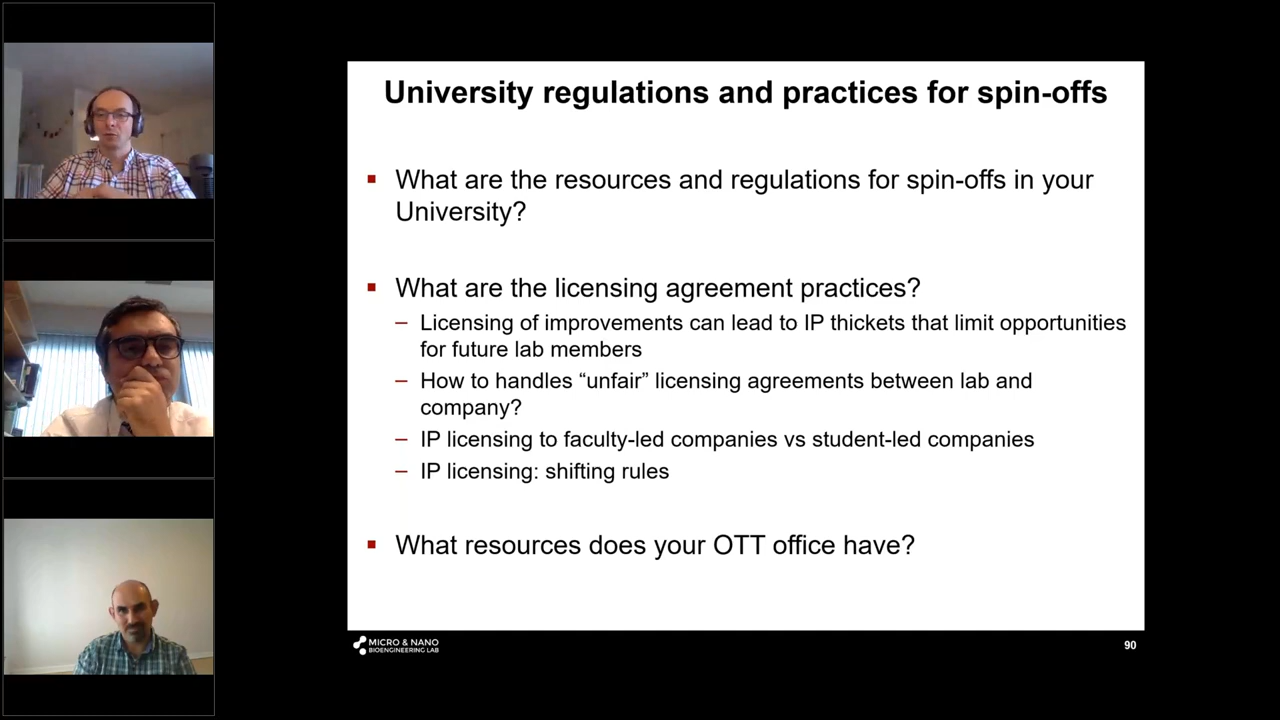 University regulations and practices for spin-offs
▪ What are the resources and regulations for spin-offs in your
University?
▪ What are the licensing agreement practices?
– Licensing of improvements can lead to IP thickets that limit opportunities
for future lab members
– How to handles “unfair” licensing agreements between lab and
company?
– IP licensing to faculty-led companies vs student-led companies
– IP licensing: shifting rules
▪ What resources does your OTT office have?
MICRO & NANO
BIOENGINEERING LAB
90